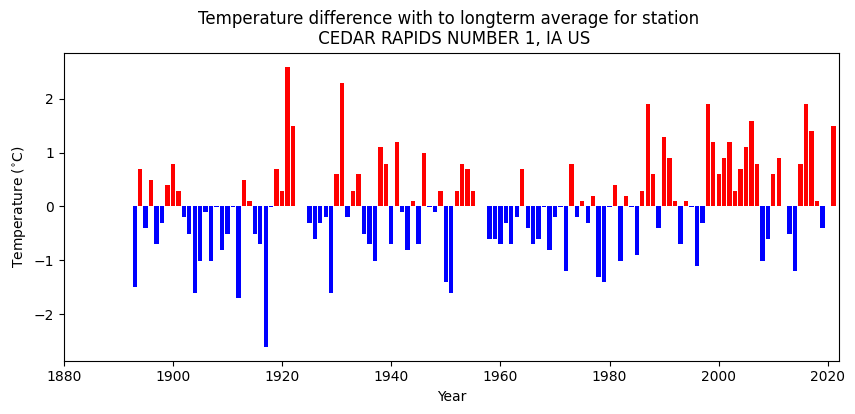 Temperature difference with to longterm average for station
CEDAR RAPIDS NUMBER 1, IA US
Temperature (°C)
2
1
0
−1
−2
1880 1900 1920 1940 1960 1980 2000 2020
Year